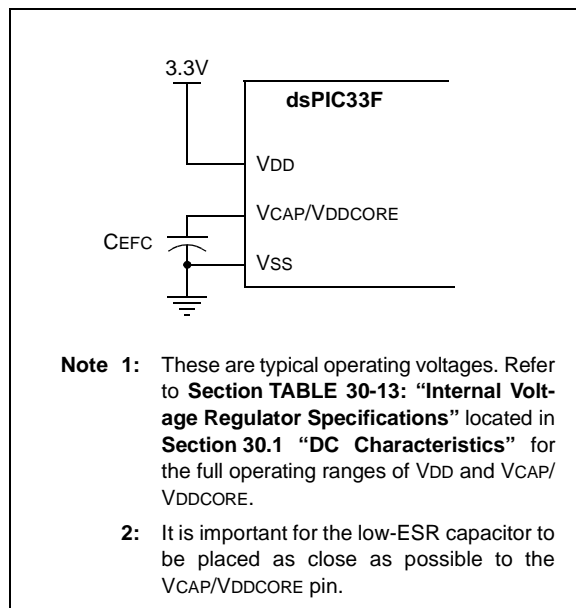 3.3V
dsPIC33F
VDD
VCAP/VDDCORE
CEFC
VSS
Note 1: These are typical operating voltages. Refer
to Section TABLE 30-13: “Internal Volt-
age Regulator Specifications” located in
Section 30.1 “DC Characteristics” for
the full operating ranges of VDD and VCAP/
VDDCORE.
2: It is important for the low-ESR capacitor to
be placed as close as possible to the
VCAP/VDDCORE pin.